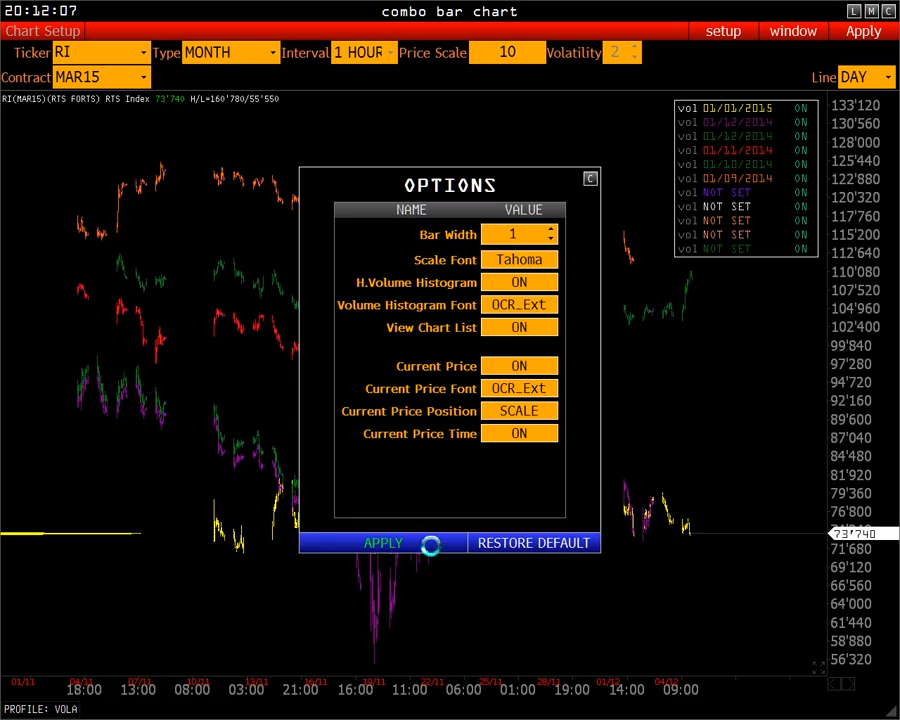 20:12:07 combo bar chart L M C
Chart Setup setup window Apply
Ticker RI Type MONTH Interval 1 HOUR Price Scale 10 Volatility 2
Contract MAR15 Line DAY
RI(MAR15)(RTS FORTS) RTS Index 73'740 H/L=160'780/55'550
vol 01/01/2015 ON
vol 01/12/2014 ON
vol 01/12/2014 ON
vol 01/11/2014 ON
vol 01/10/2014 ON
vol 01/09/2014 ON
vol NOT SET ON
vol NOT SET ON
vol NOT SET ON
vol NOT SET ON
vol NOT SET ON
133'120
130'560
128'000
125'440
122'880
120'320
117'760
115'200
112'640
110'080
107'520
104'960
102'400
99'840
97'280
94'720
92'160
89'600
87'040
84'480
81'920
79'360
76'800
73'740
71'680
69'120
66'560
64'000
61'440
58'880
56'320
OPTIONS C
NAME VALUE
Bar Width 1
Scale Font Tahoma
H.Volume Histogram ON
Volume Histogram Font OCR_Ext
View Chart List ON
Current Price ON
Current Price Font OCR_Ext
Current Price Position SCALE
Current Price Time ON
APPLY RESTORE DEFAULT
01/11 04/11 07/11 16/11 19/11 22/11 25/11 28/11 01/12 04/12
18:00 13:00 08:00 03:00 21:00 16:00 11:00 06:00 01:00 19:00 14:00 09:00
PROFILE: VOLA